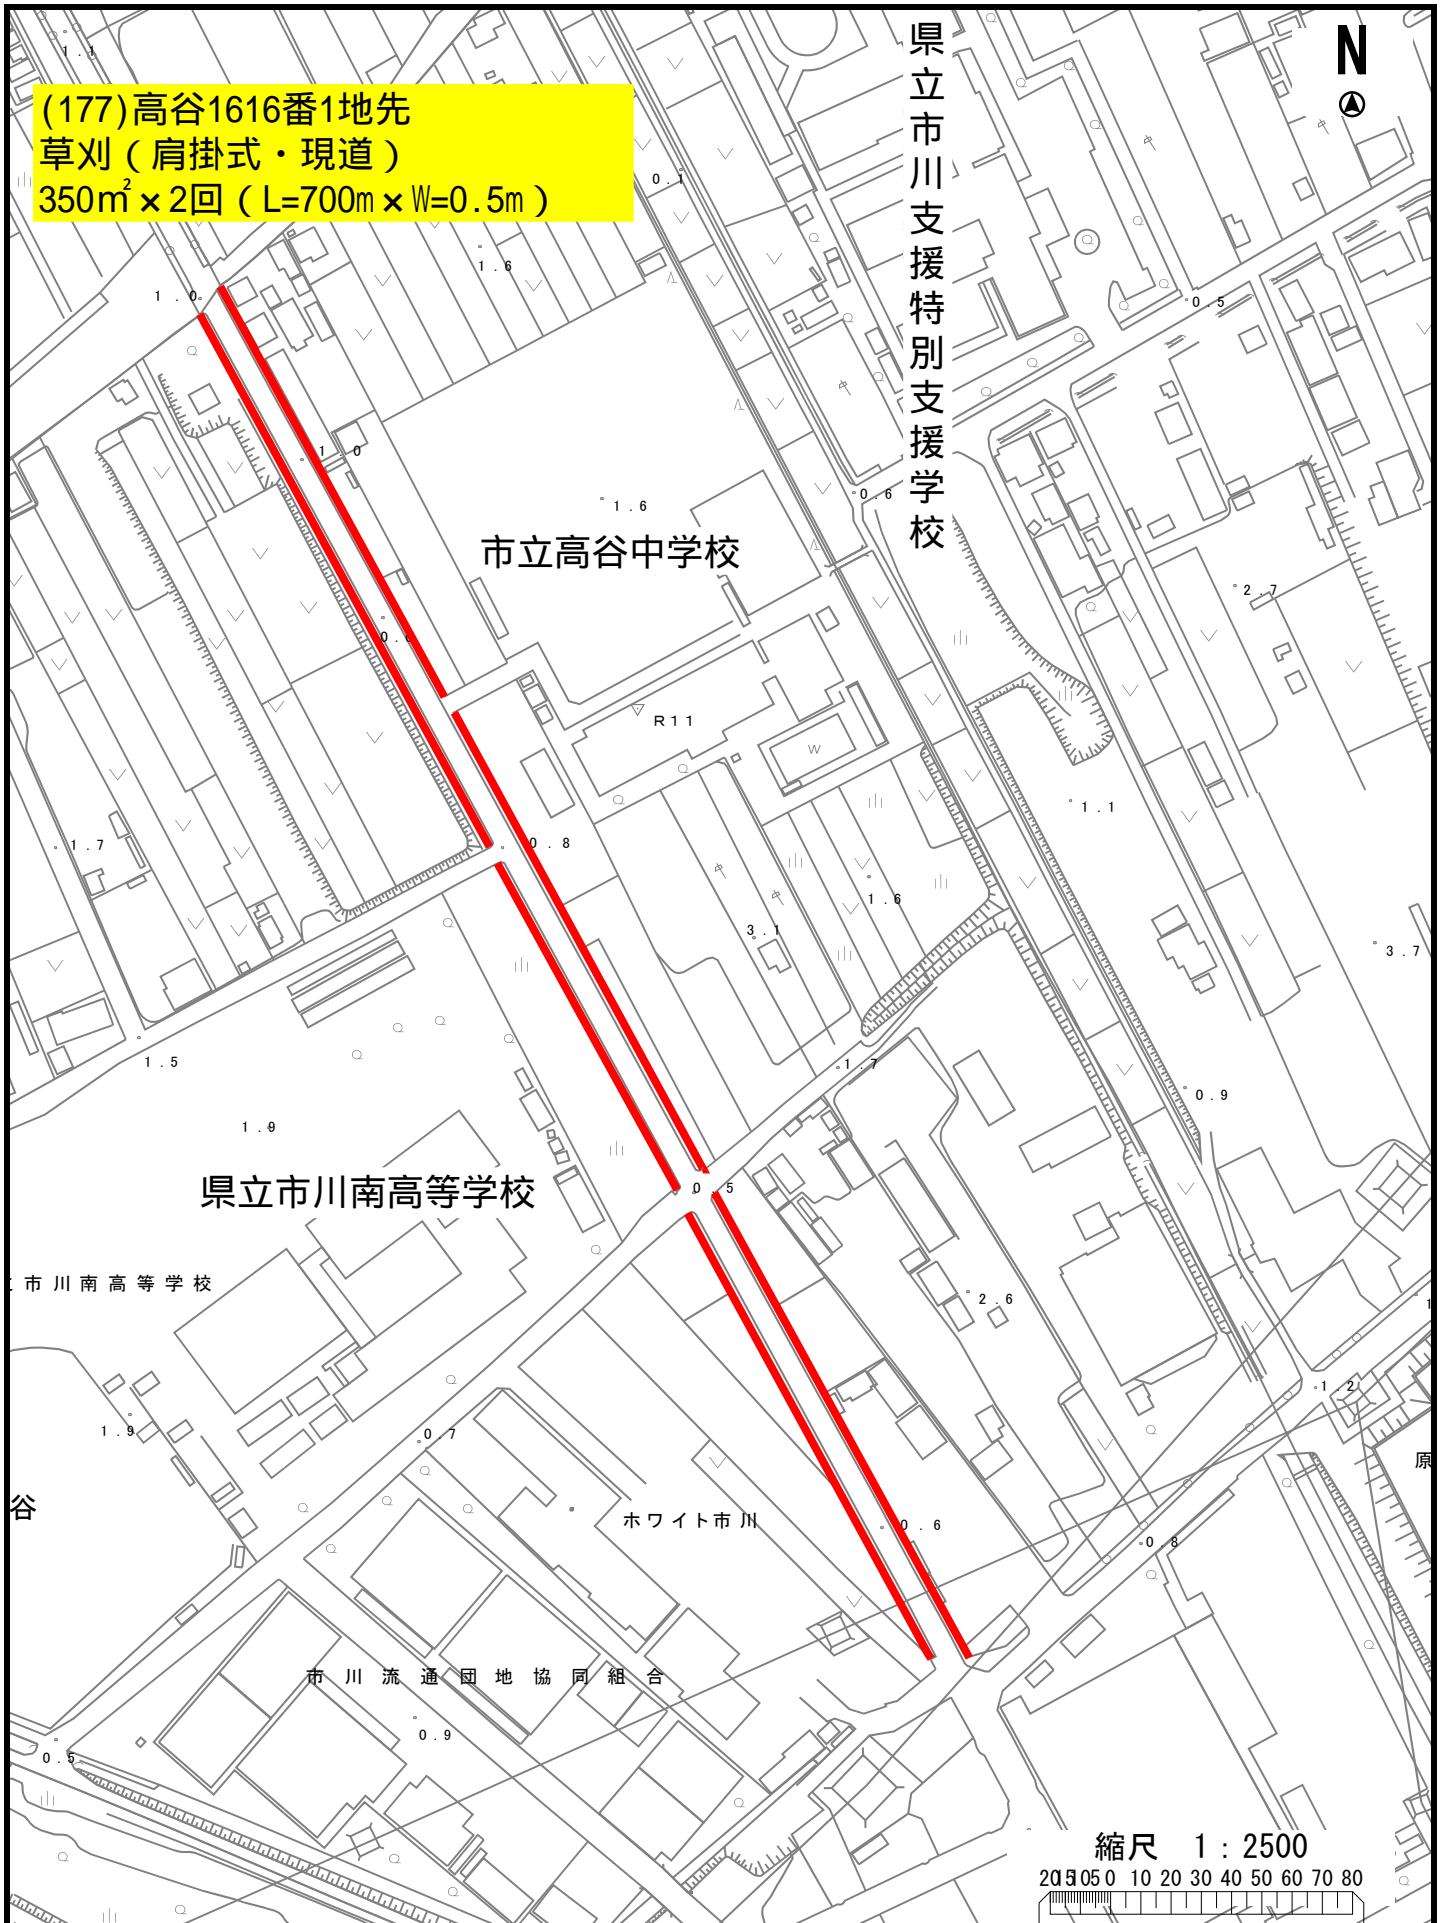 (177)高谷1616番1地先
草刈（肩掛式・現道）
350㎡×2回（L=700m×W=0.5m）
県立市川支援特別支援学校
N
1.1
0.1
1.6
1.0
0.5
1.0
1.6
0.6
市立高谷中学校
2.7
R11
W
1.1
1.7
0.8
1.6
3.1
3.7
1.5
1.7
0.9
1.9
県立市川南高等学校
0.5
市川南高等学校
2.6
1.2
1.9
0.7
原
谷
ホワイト市川
0.6
0.8
市川流通団地協同組合
0.9
0.5
縮尺　1：2500
20 15 10 5 0 10 20 30 40 50 60 70 80